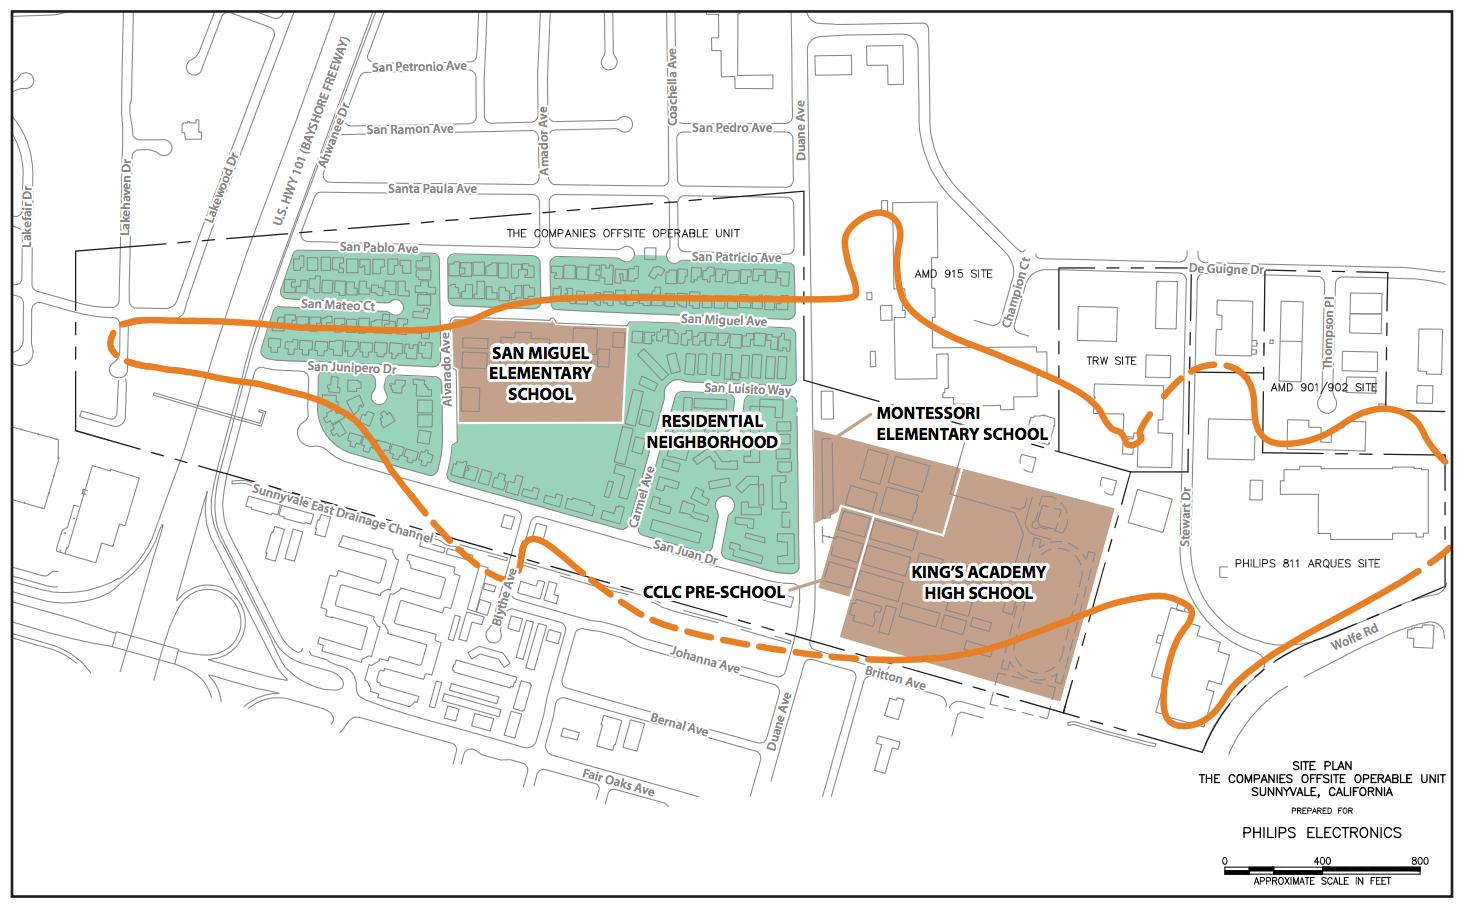 San Petronio Ave
San Ramon Ave
San Pedro Ave
Santa Paula Ave
Coachella Ave
Amador Ave
Duane Ave
U.S. HWY 101 (BAYSHORE FREEWAY)
Ahwanee Dr
Lakewood Dr
Lakehaven Dr
Lakefair Dr
THE COMPANIES OFFSITE OPERABLE UNIT
San Pablo Ave
San Patricio Ave
AMD 915 SITE
Champion Ct
De Guigne Dr
San Mateo Ct
San Miguel Ave
Thompson Pl
SAN MIGUEL
ELEMENTARY
SCHOOL
TRW SITE
San Junipero Dr
Alvarado Ave
AMD 901/902 SITE
San Luisito Way
RESIDENTIAL
NEIGHBORHOOD
MONTESSORI
ELEMENTARY SCHOOL
Carmel Ave
Sunnyvale East Drainage Channel
Stewart Dr
San Juan Dr
PHILIPS 811 ARQUES SITE
KING'S ACADEMY
HIGH SCHOOL
CCLC PRE-SCHOOL
Blythe Ave
Wolfe Rd
Johanna Ave
Britton Ave
Bernal Ave
Duane Ave
Fair Oaks Ave
SITE PLAN
THE COMPANIES OFFSITE OPERABLE UNIT
SUNNYVALE, CALIFORNIA
PREPARED FOR
PHILIPS ELECTRONICS
0 400 800
APPROXIMATE SCALE IN FEET